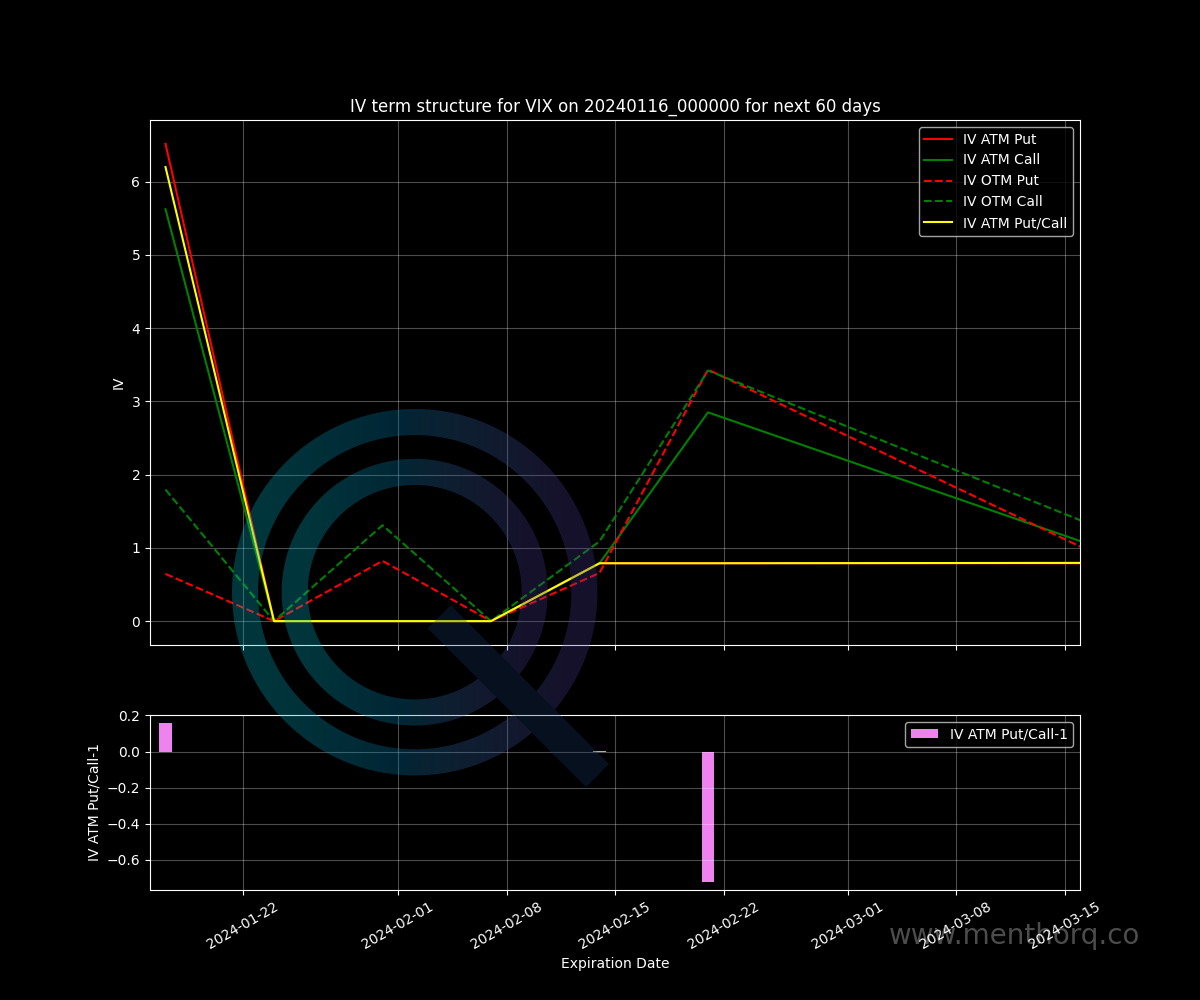 IV term structure for VIX on 20240116_000000 for next 60 days
IV ATM Put
IV ATM Call
IV OTM Put
IV OTM Call
IV ATM Put/Call
6
5
4
3
2
1
0
IV
0.2
0.0
−0.2
−0.4
−0.6
IV ATM Put/Call-1
IV ATM Put/Call-1
2024-01-22
2024-02-01
2024-02-08
2024-02-15
2024-02-22
2024-03-01
2024-03-08
2024-03-15
Expiration Date
www.menthorq.co